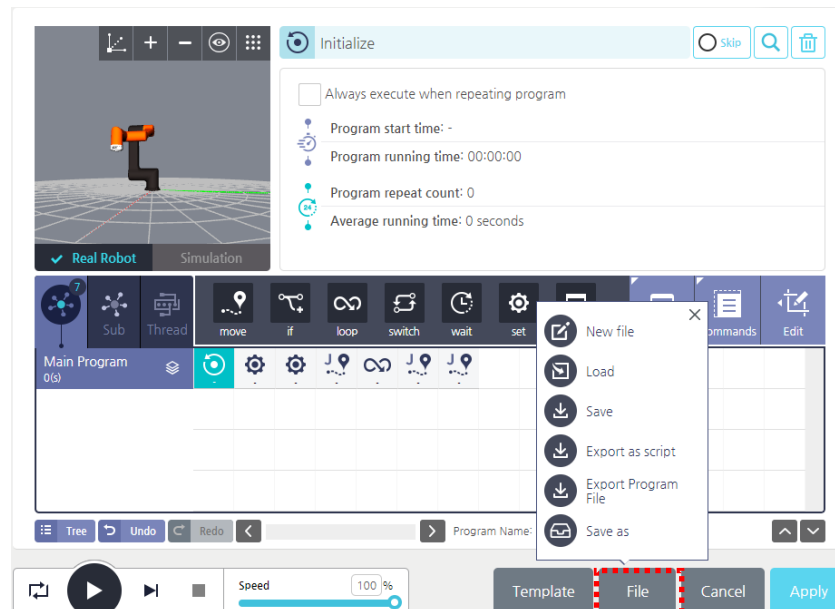 Initialize
Skip
Always execute when repeating program
Program start time: -
Program running time: 00:00:00
24
Program repeat count: 0
Average running time: 0 seconds
Real Robot
Simulation
7
Sub
Thread
move
if
loop
switch
wait
set
Edit
Main Program
0(s)
J
J
J
New file
Load
Save
Export as script
Export Program
File
Save as
Tree
Undo
Redo
Program Name:
Speed
100 %
Template
File
Cancel
Apply